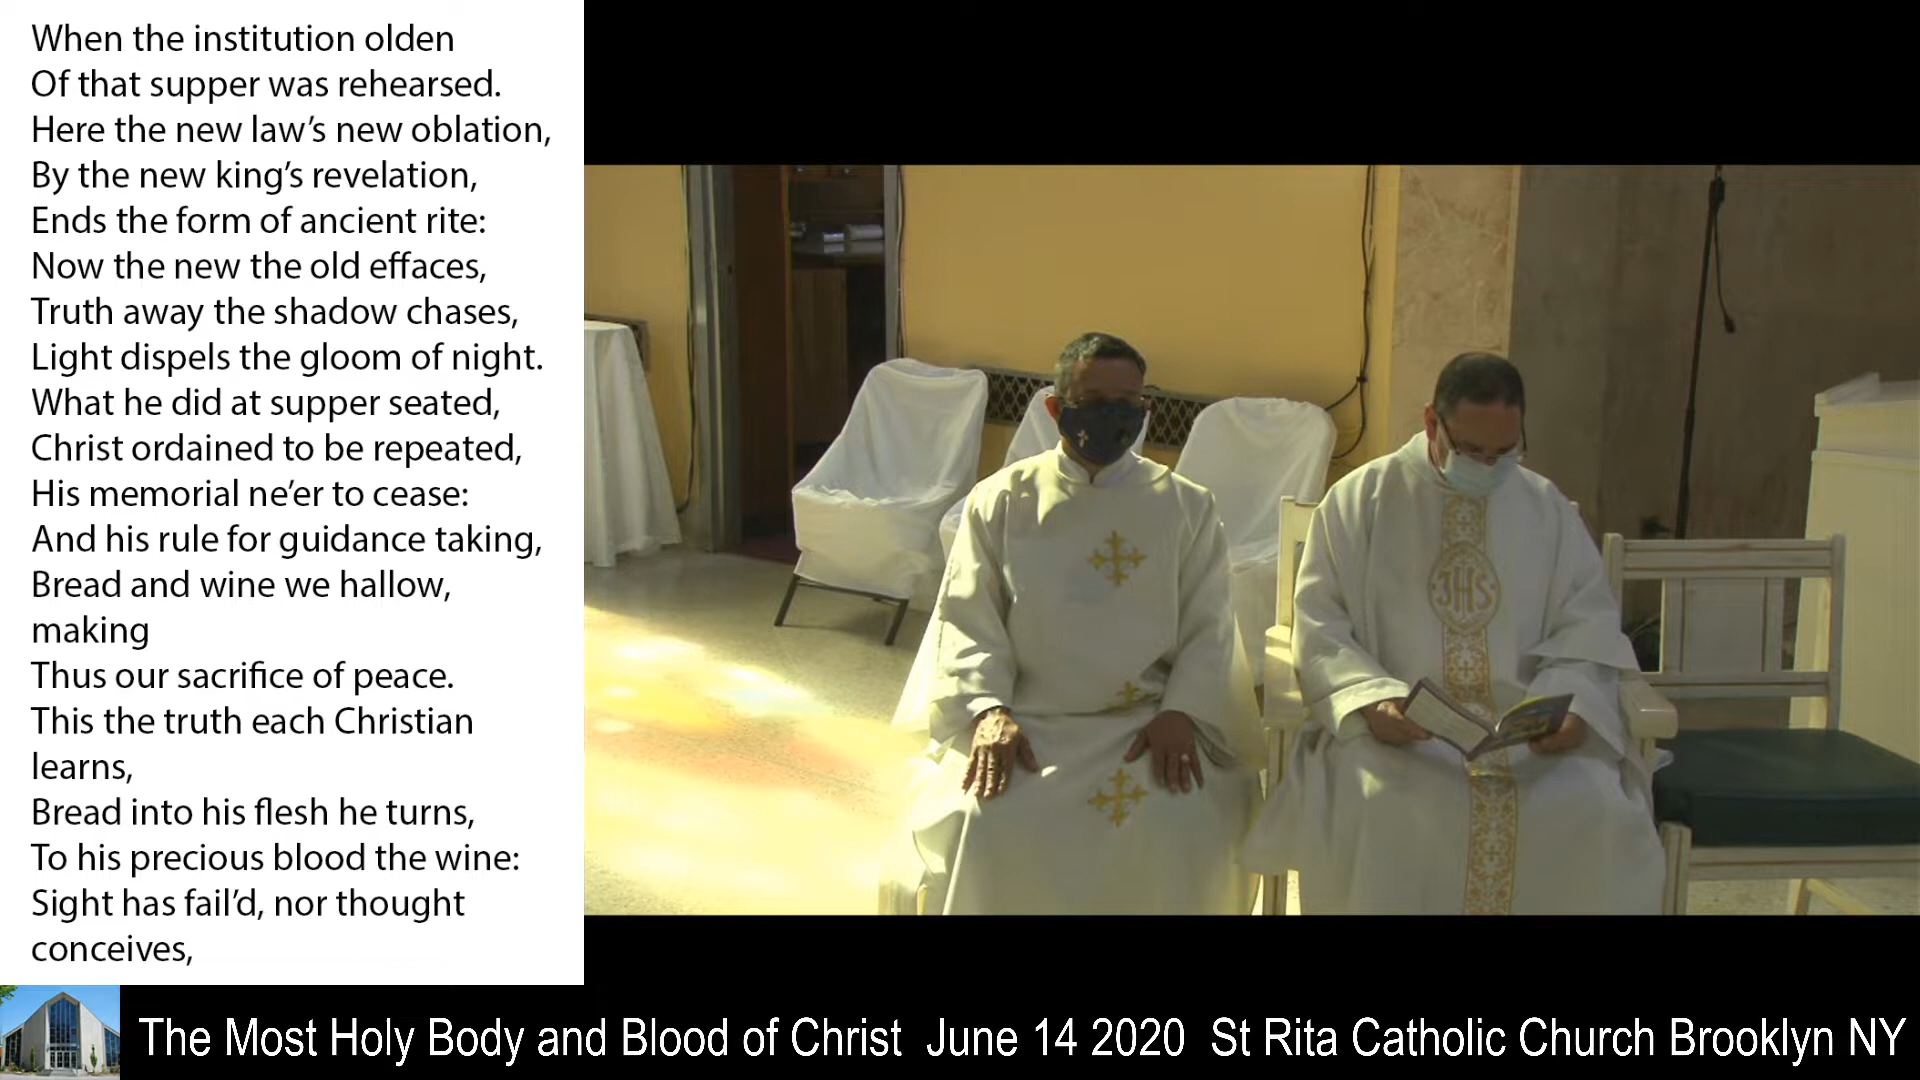 When the institution olden
Of that supper was rehearsed.
Here the new law’s new oblation,
By the new king’s revelation,
Ends the form of ancient rite:
Now the new the old effaces,
Truth away the shadow chases,
Light dispels the gloom of night.
What he did at supper seated,
Christ ordained to be repeated,
His memorial ne’er to cease:
And his rule for guidance taking,
Bread and wine we hallow,
making
Thus our sacrifice of peace.
This the truth each Christian
learns,
Bread into his flesh he turns,
To his precious blood the wine:
Sight has fail’d, nor thought
conceives,
JHS
The Most Holy Body and Blood of Christ June 14 2020 St Rita Catholic Church Brooklyn NY